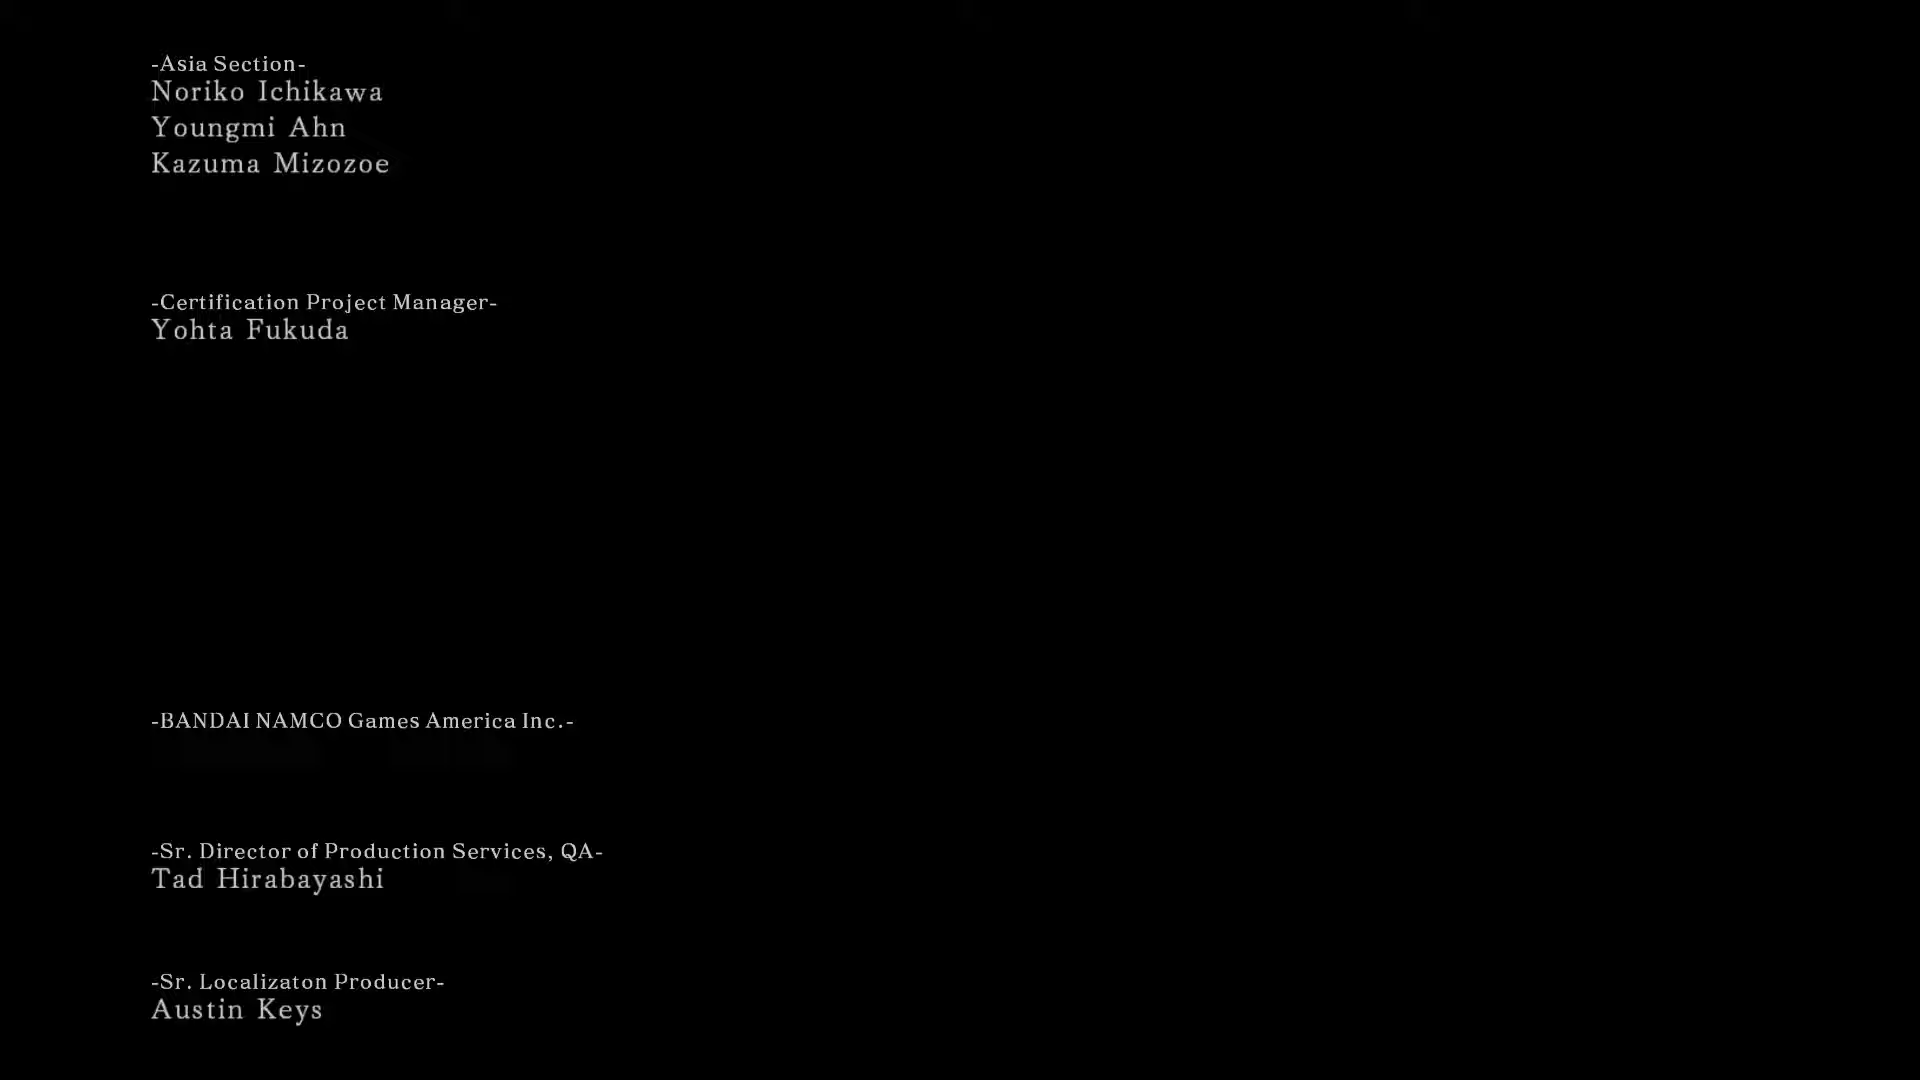 -Asia Section-
Noriko Ichikawa
Youngmi Ahn
Kazuma Mizozoe
-Certification Project Manager-
Yohta Fukuda
-BANDAI NAMCO Games America Inc.-
-Sr. Director of Production Services, QA-
Tad Hirabayashi
-Sr. Localizaton Producer-
Austin Keys